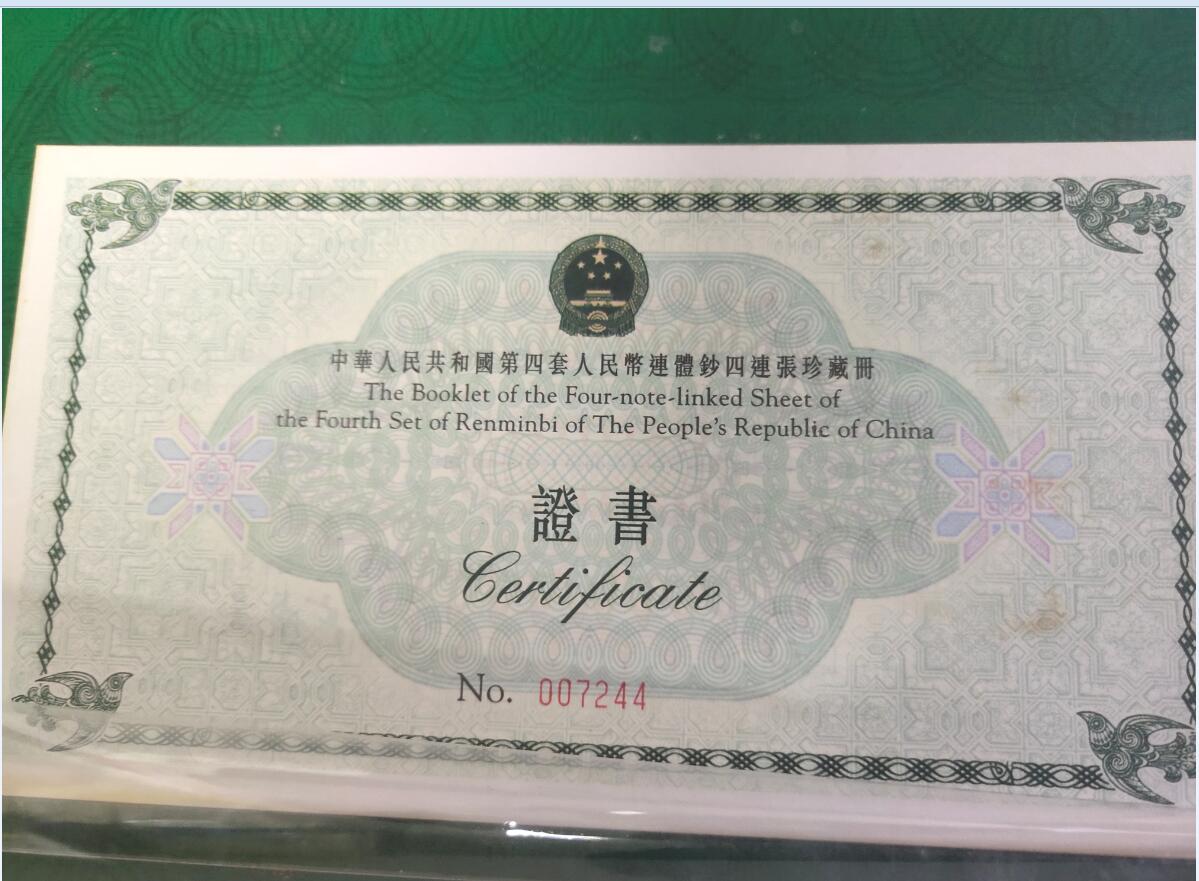 中華人民共和國第四套人民幣連體鈔四連張珍藏冊
The Booklet of the Four-note-linked Sheet of
the Fourth Set of Renminbi of The People's Republic of China
證書
Certificate
No. 007244